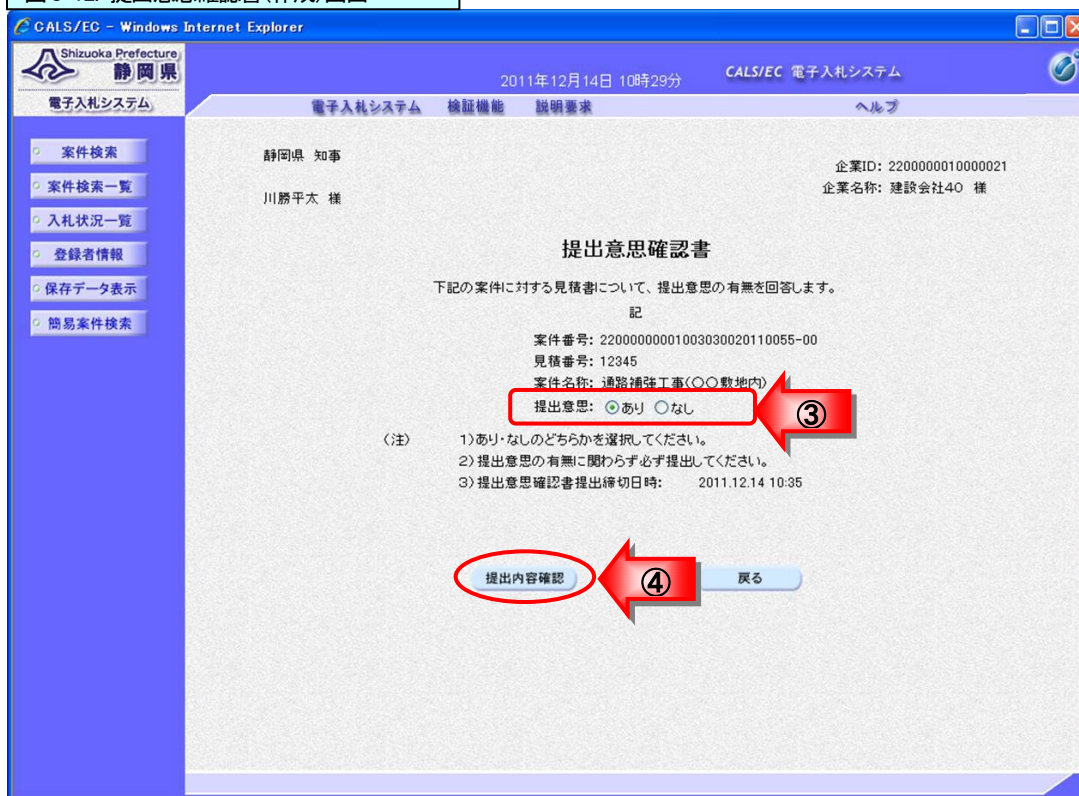 CALS/EC - Windows Internet Explorer
Shizuoka Prefecture
静岡県
電子入札システム
2011年12月14日 10時29分
CALS/EC 電子入札システム
電子入札システム 検証機能 説明要求 ヘルプ
案件検索
案件検索一覧
入札状況一覧
登録者情報
保存データ表示
簡易案件検索
静岡県 知事
川勝平太 様
企業ID: 2200000010000021
企業名称: 建設会社40 様
提出意思確認書
下記の案件に対する見積書について、提出意思の有無を回答します。
記
案件番号: 22000000001003030020110055-00
見積番号: 12345
案件名称: 通路補強工事(〇〇敷地内)
提出意思: あり なし
③
(注) 1)あり・なしのどちらかを選択してください。
2)提出意思の有無に関わらず必ず提出してください。
3)提出意思確認書提出締切日時: 2011.12.14 10:35
提出内容確認
④
戻る